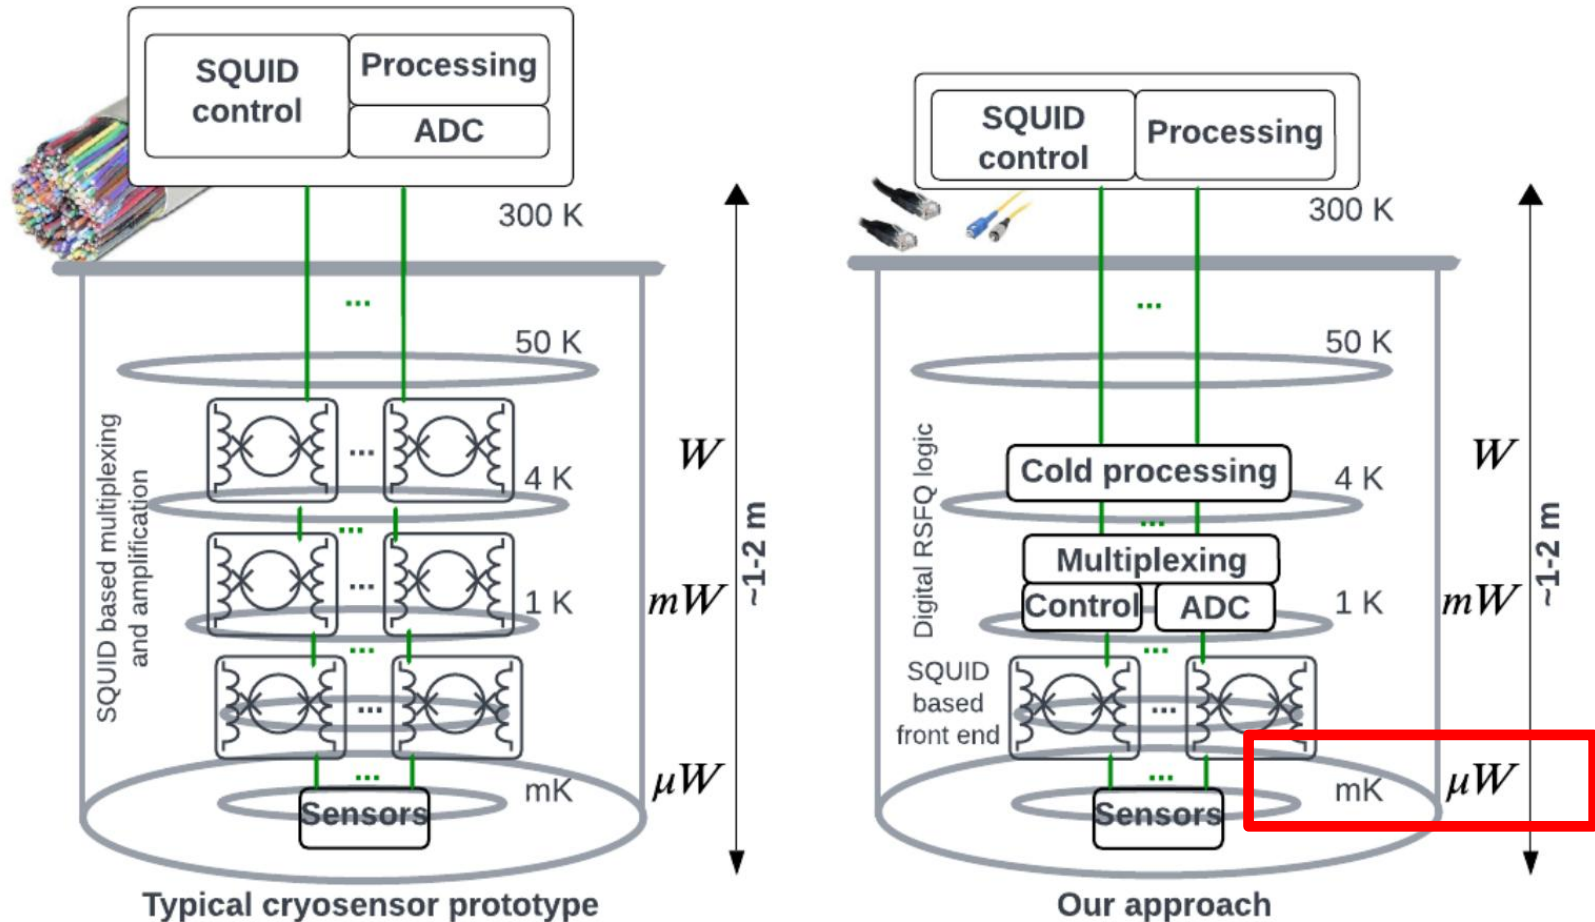 SQUID
control
Processing
ADC
300 K
...
50 K
SQUID based multiplexing
and amplification
...
4 K
W
...
...
1 K
mW
~1-2 m
...
...
mK
μW
...
Sensors
Typical cryosensor prototype
SQUID
control
Processing
300 K
...
50 K
Digital RSFQ logic
Cold processing
4 K
W
...
Multiplexing
Control
ADC
1 K
mW
~1-2 m
...
SQUID
based
front end
...
mK
μW
...
Sensors
Our approach